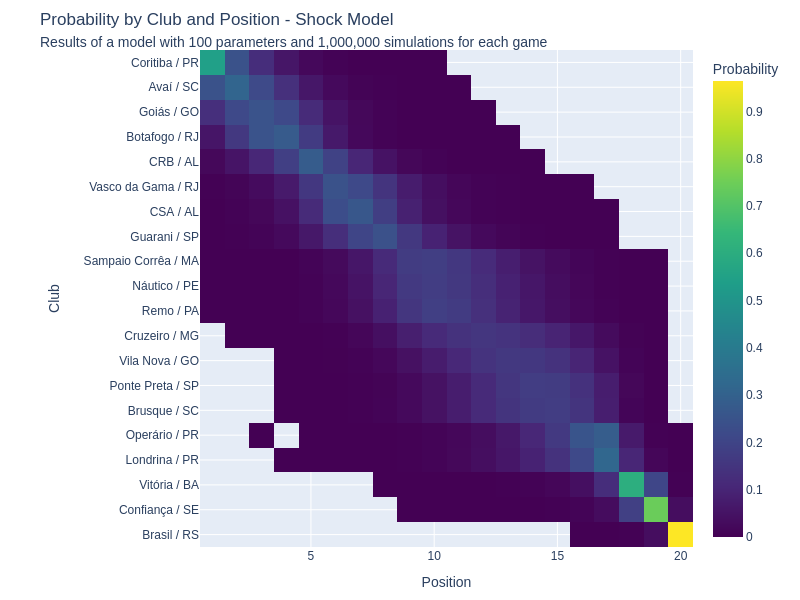 Probability by Club and Position - Shock Model
Results of a model with 100 parameters and 1,000,000 simulations for each game
Probability
Coritiba / PR
Avaí / SC
Goiás / GO
Botafogo / RJ
CRB / AL
Vasco da Gama / RJ
CSA / AL
Guarani / SP
Sampaio Corrêa / MA
Náutico / PE
Remo / PA
Cruzeiro / MG
Vila Nova / GO
Ponte Preta / SP
Brusque / SC
Operário / PR
Londrina / PR
Vitória / BA
Confiança / SE
Brasil / RS
Club
5
10
15
20
Position
0.9
0.8
0.7
0.6
0.5
0.4
0.3
0.2
0.1
0